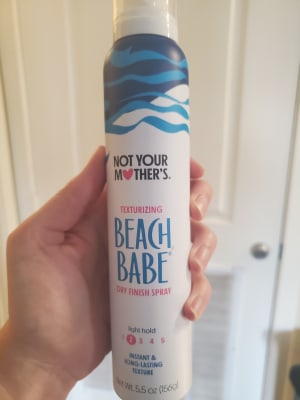 NOT YOUR
M♥THER'S.
TEXTURIZING
BEACH
BABE®
DRY FINISH SPRAY
light hold
1 2 3 4 5
INSTANT &
LONG-LASTING
TEXTURE
Net Wt. 5.5 oz (156g)